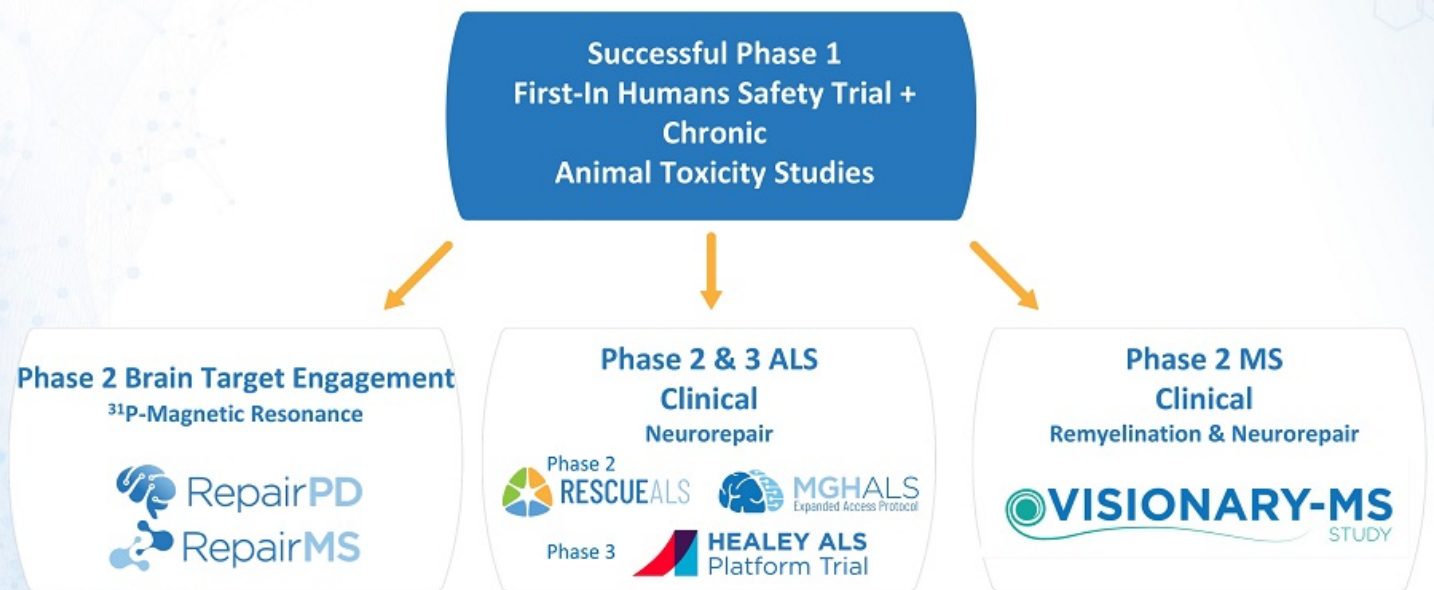 Successful Phase 1
First-In Humans Safety Trial +
Chronic
Animal Toxicity Studies
Phase 2 Brain Target Engagement
³¹P-Magnetic Resonance
RepairPD
RepairMS
Phase 2 & 3 ALS
Clinical
Neurorepair
Phase 2
RESCUEALS
MGHALS
Expanded Access Protocol
Phase 3
HEALEY ALS
Platform Trial
Phase 2 MS
Clinical
Remyelination & Neurorepair
VISIONARY-MS
STUDY